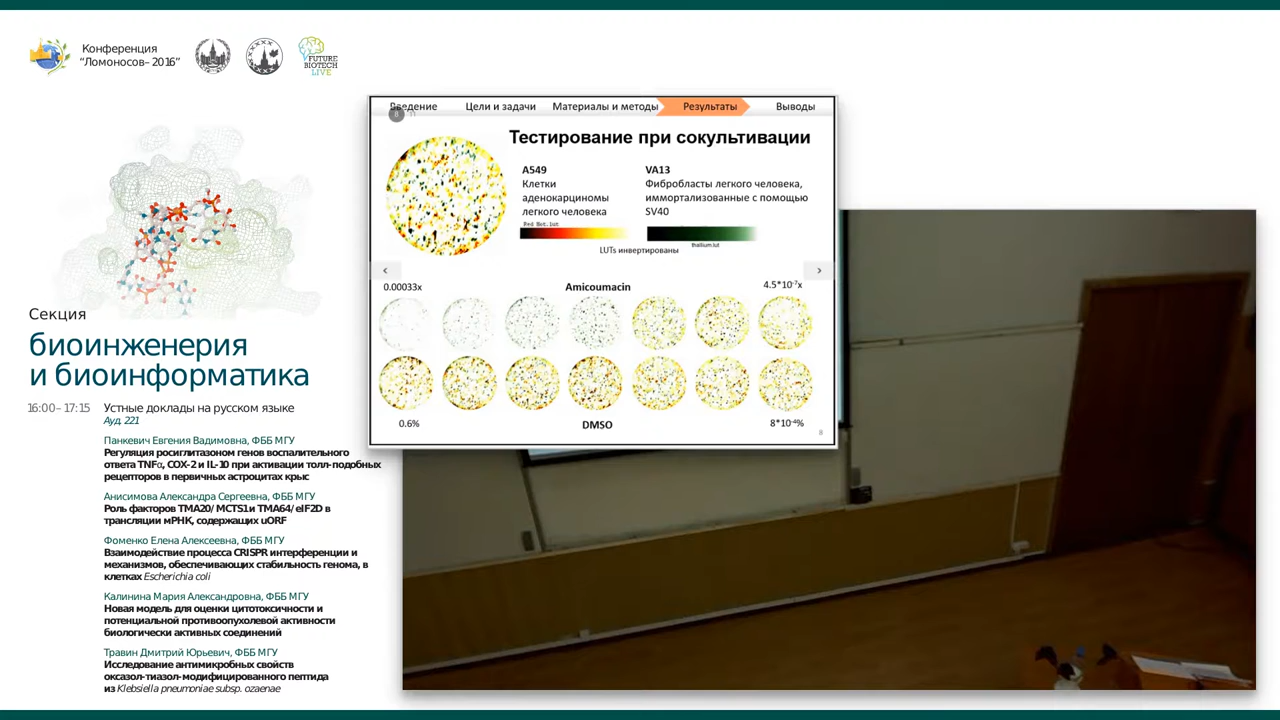 Конференция
“Ломоносов–2016”
FUTURE
BIOTECH
LIVE
Введение Цели и задачи Материалы и методы Результаты Выводы
8
Тестирование при сокультивации
A549
Клетки
аденокарциномы
легкого человека
Red Hot.lut
VA13
Фибробласты легкого человека,
иммортализованные с помощью
SV40
thallium.lut
LUTs инвертированы
0.00033x Amicoumacin 4.5*10⁻⁷x
0.6% DMSO 8*10⁻⁴%
8
Секция
биоинженерия
и биоинформатика
16:00–17:15 Устные доклады на русском языке
Ауд. 221
Панкевич Евгения Вадимовна, ФББ МГУ
Регуляция росиглитазоном генов воспалительного
ответа TNFα, COX-2 и IL-10 при активации толл-подобных
рецепторов в первичных астроцитах крыс
Анисимова Александра Сергеевна, ФББ МГУ
Роль факторов TMA20/MCTS1 и TMA64/eIF2D в
трансляции мРНК, содержащих uORF
Фоменко Елена Алексеевна, ФББ МГУ
Взаимодействие процесса CRISPR интерференции и
механизмов, обеспечивающих стабильность генома, в
клетках Escherichia coli
Калинина Мария Александровна, ФББ МГУ
Новая модель для оценки цитотоксичности и
потенциальной противоопухолевой активности
биологически активных соединений
Травин Дмитрий Юрьевич, ФББ МГУ
Исследование антимикробных свойств
оксазол-тиазол-модифицированного пептида
из Klebsiella pneumoniae subsp. ozaenae